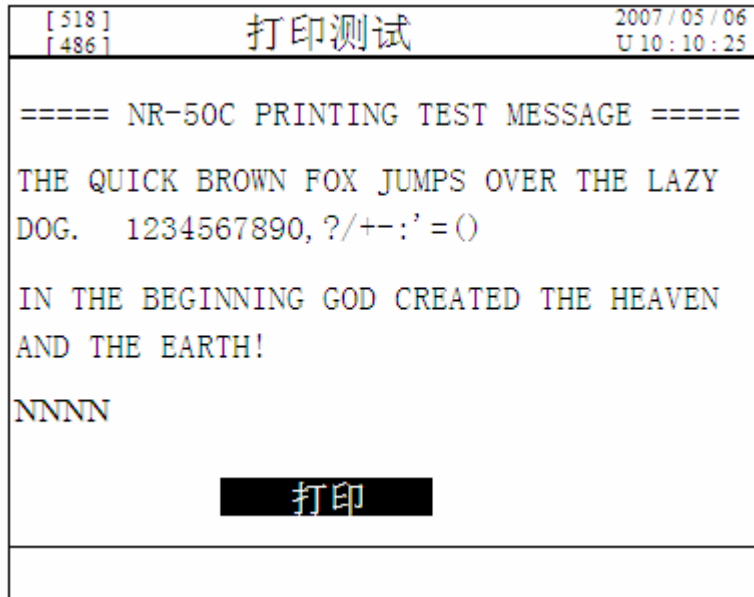 [ 518 ]
[ 486 ]
打印测试
2007 / 05 / 06
U 10 : 10 : 25
===== NR-50C PRINTING TEST MESSAGE =====
THE QUICK BROWN FOX JUMPS OVER THE LAZY
DOG. 1234567890,?/+-:'=()
IN THE BEGINNING GOD CREATED THE HEAVEN
AND THE EARTH!
NNNN
打印